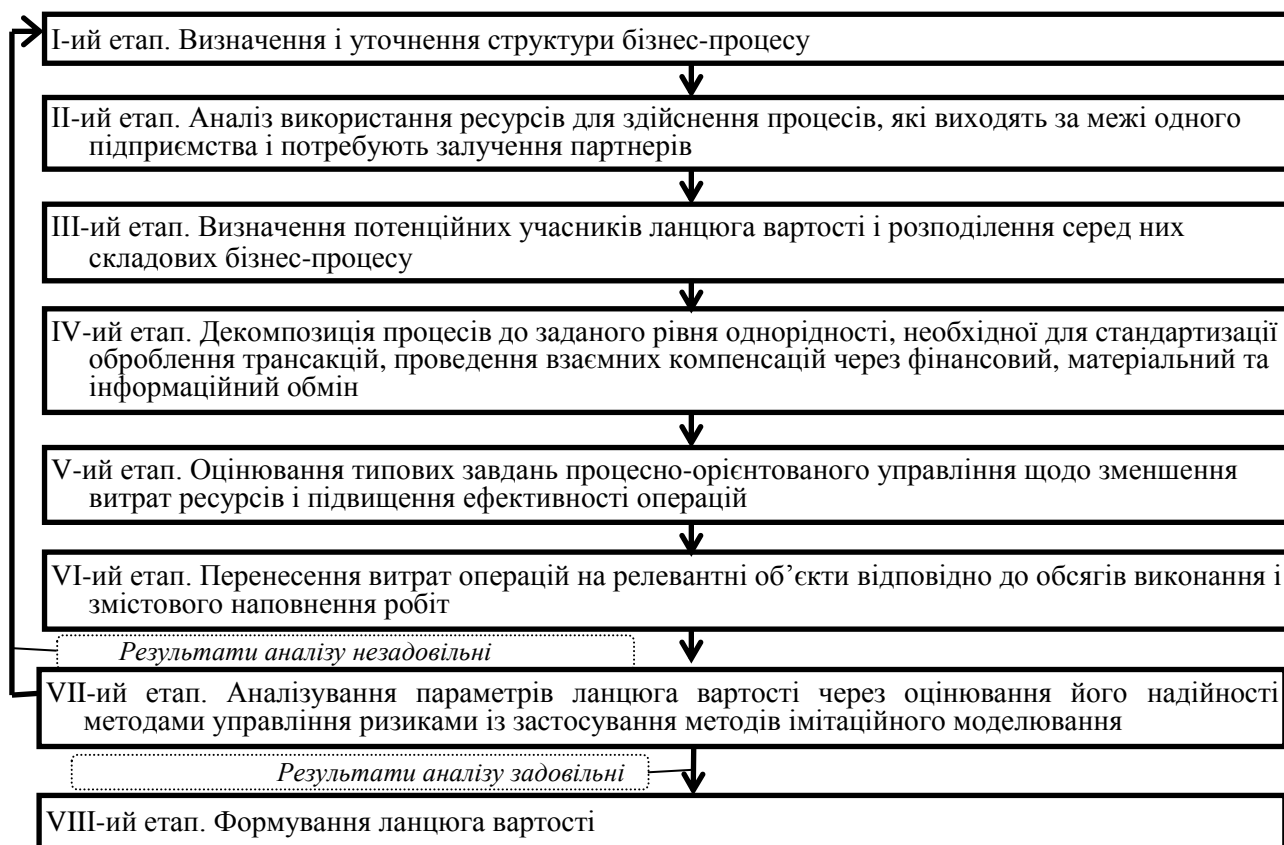 I-ий етап. Визначення і уточнення структури бізнес-процесу
II-ий етап. Аналіз використання ресурсів для здійснення процесів, які виходять за межі одного
підприємства і потребують залучення партнерів
III-ий етап. Визначення потенційних учасників ланцюга вартості і розподілення серед них
складових бізнес-процесу
IV-ий етап. Декомпозиція процесів до заданого рівня однорідності, необхідної для стандартизації
оброблення трансакцій, проведення взаємних компенсацій через фінансовий, матеріальний та
інформаційний обмін
V-ий етап. Оцінювання типових завдань процесно-орієнтованого управління щодо зменшення
витрат ресурсів і підвищення ефективності операцій
VI-ий етап. Перенесення витрат операцій на релевантні об’єкти відповідно до обсягів виконання і
змістового наповнення робіт
Результати аналізу незадовільні
VII-ий етап. Аналізування параметрів ланцюга вартості через оцінювання його надійності
методами управління ризиками із застосування методів імітаційного моделювання
Результати аналізу задовільні
VIII-ий етап. Формування ланцюга вартості